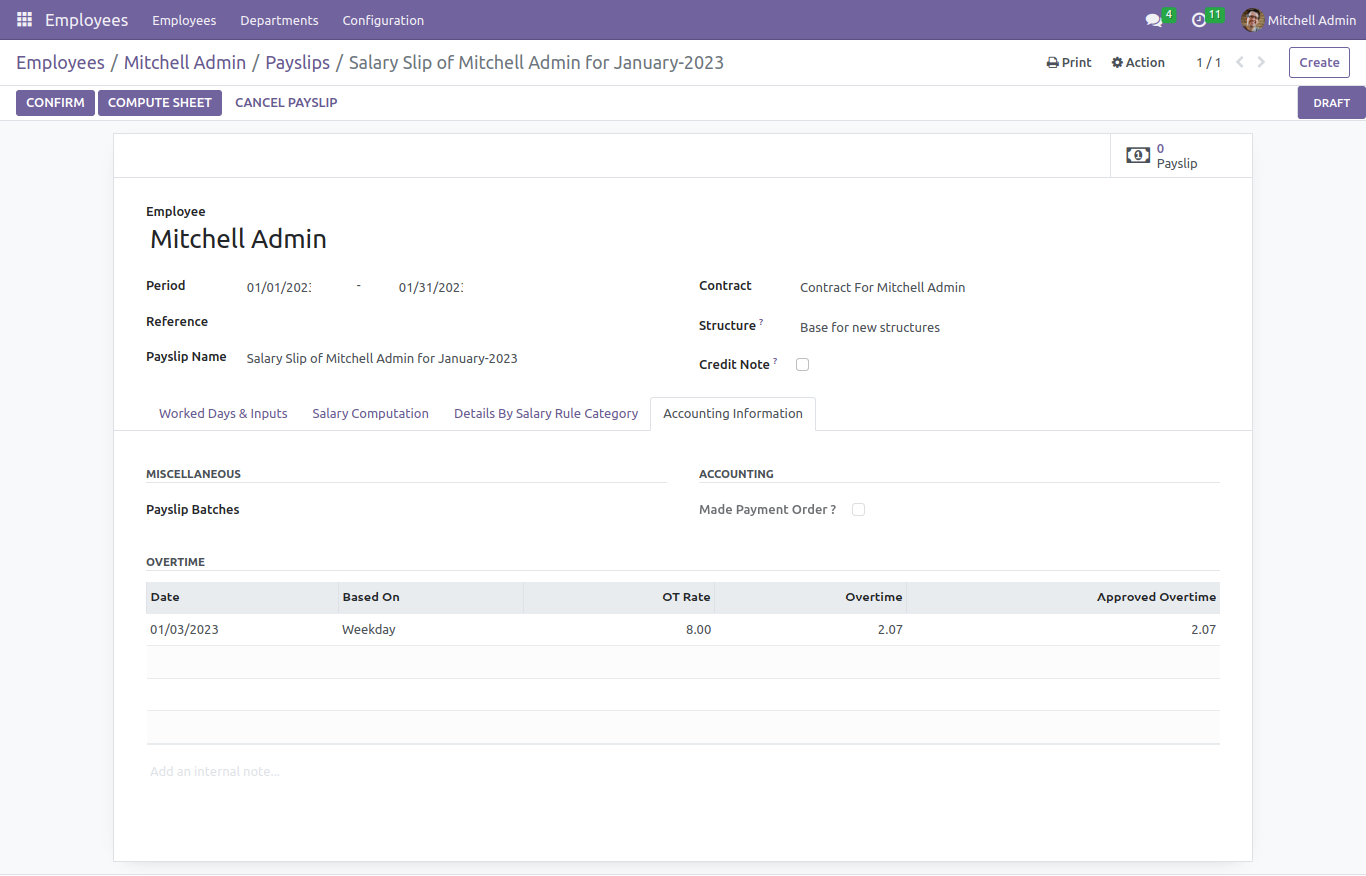 Employees Employees Departments Configuration 4 11 Mitchell Admin
Employees / Mitchell Admin / Payslips / Salary Slip of Mitchell Admin for January-2023 Print Action 1 / 1 Create
CONFIRM COMPUTE SHEET CANCEL PAYSLIP DRAFT
0
Payslip
Employee
Mitchell Admin
Period 01/01/2023 - 01/31/2023
Reference
Payslip Name Salary Slip of Mitchell Admin for January-2023
Contract Contract For Mitchell Admin
Structure ? Base for new structures
Credit Note ?
Worked Days & Inputs Salary Computation Details By Salary Rule Category Accounting Information
MISCELLANEOUS
Payslip Batches
ACCOUNTING
Made Payment Order ?
OVERTIME
Date Based On OT Rate Overtime Approved Overtime
01/03/2023 Weekday 8.00 2.07 2.07
Add an internal note...